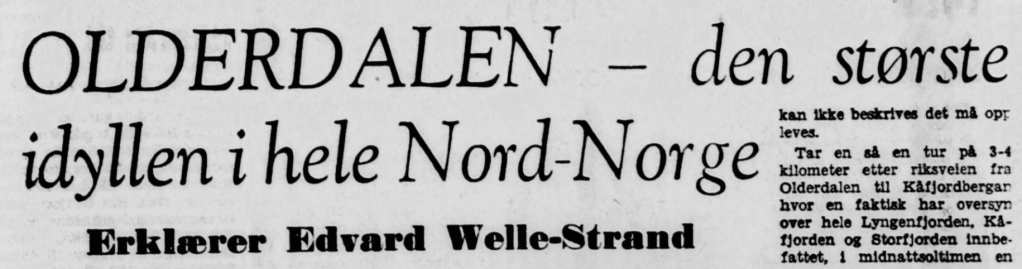 OLDERDALEN – den største
idyllen i hele Nord-Norge
Erklærer Edvard Welle-Strand
kan ikke beskrives det må opp
leves.
Tar en så en tur på 3-4
kilometer etter riksveien fra
Olderdalen til Kåfjordbergan
hvor en faktisk har oversyn
over hele Lyngenfjorden, Kå-
fjorden og Storfjorden innbe-
fattet, i midnattsoltimen en